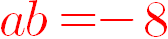 ab = -8